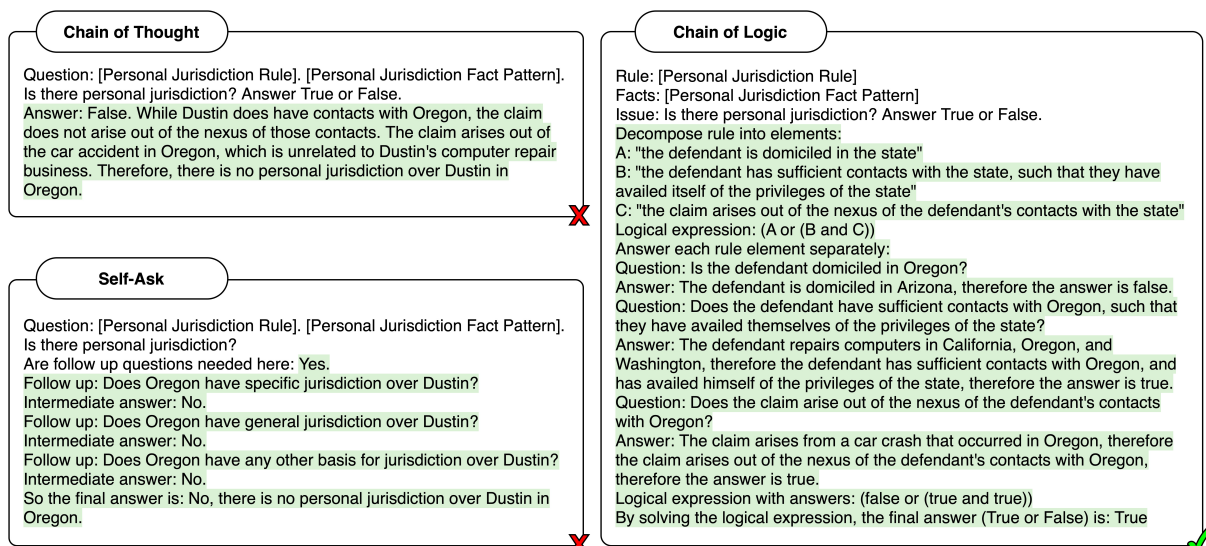 Chain of Thought
Question: [Personal Jurisdiction Rule]. [Personal Jurisdiction Fact Pattern].
Is there personal jurisdiction? Answer True or False.
Answer: False. While Dustin does have contacts with Oregon, the claim
does not arise out of the nexus of those contacts. The claim arises out of
the car accident in Oregon, which is unrelated to Dustin's computer repair
business. Therefore, there is no personal jurisdiction over Dustin in
Oregon.
Self-Ask
Question: [Personal Jurisdiction Rule]. [Personal Jurisdiction Fact Pattern].
Is there personal jurisdiction?
Are follow up questions needed here: Yes.
Follow up: Does Oregon have specific jurisdiction over Dustin?
Intermediate answer: No.
Follow up: Does Oregon have general jurisdiction over Dustin?
Intermediate answer: No.
Follow up: Does Oregon have any other basis for jurisdiction over Dustin?
Intermediate answer: No.
So the final answer is: No, there is no personal jurisdiction over Dustin in
Oregon.
Chain of Logic
Rule: [Personal Jurisdiction Rule]
Facts: [Personal Jurisdiction Fact Pattern]
Issue: Is there personal jurisdiction? Answer True or False.
Decompose rule into elements:
A: "the defendant is domiciled in the state"
B: "the defendant has sufficient contacts with the state, such that they have
availed itself of the privileges of the state"
C: "the claim arises out of the nexus of the defendant's contacts with the state"
Logical expression: (A or (B and C))
Answer each rule element separately:
Question: Is the defendant domiciled in Oregon?
Answer: The defendant is domiciled in Arizona, therefore the answer is false.
Question: Does the defendant have sufficient contacts with Oregon, such that
they have availed themselves of the privileges of the state?
Answer: The defendant repairs computers in California, Oregon, and
Washington, therefore the defendant has sufficient contacts with Oregon, and
has availed himself of the privileges of the state, therefore the answer is true.
Question: Does the claim arise out of the nexus of the defendant's contacts
with Oregon?
Answer: The claim arises from a car crash that occurred in Oregon, therefore
the claim arises out of the nexus of the defendant's contacts with Oregon,
therefore the answer is true.
Logical expression with answers: (false or (true and true))
By solving the logical expression, the final answer (True or False) is: True